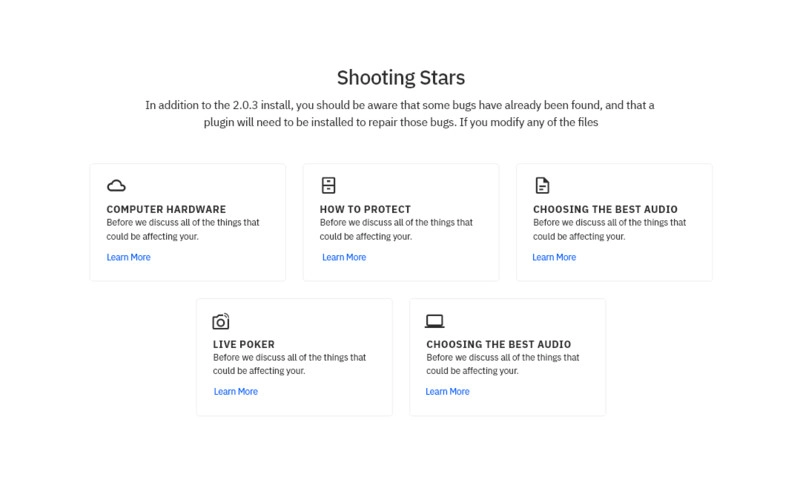 Shooting Stars
In addition to the 2.0.3 install, you should be aware that some bugs have already been found, and that a
plugin will need to be installed to repair those bugs. If you modify any of the files
COMPUTER HARDWARE
Before we discuss all of the things that
could be affecting your.
Learn More
HOW TO PROTECT
Before we discuss all of the things that
could be affecting your.
Learn More
CHOOSING THE BEST AUDIO
Before we discuss all of the things that
could be affecting your.
Learn More
LIVE POKER
Before we discuss all of the things that
could be affecting your.
Learn More
CHOOSING THE BEST AUDIO
Before we discuss all of the things that
could be affecting your.
Learn More